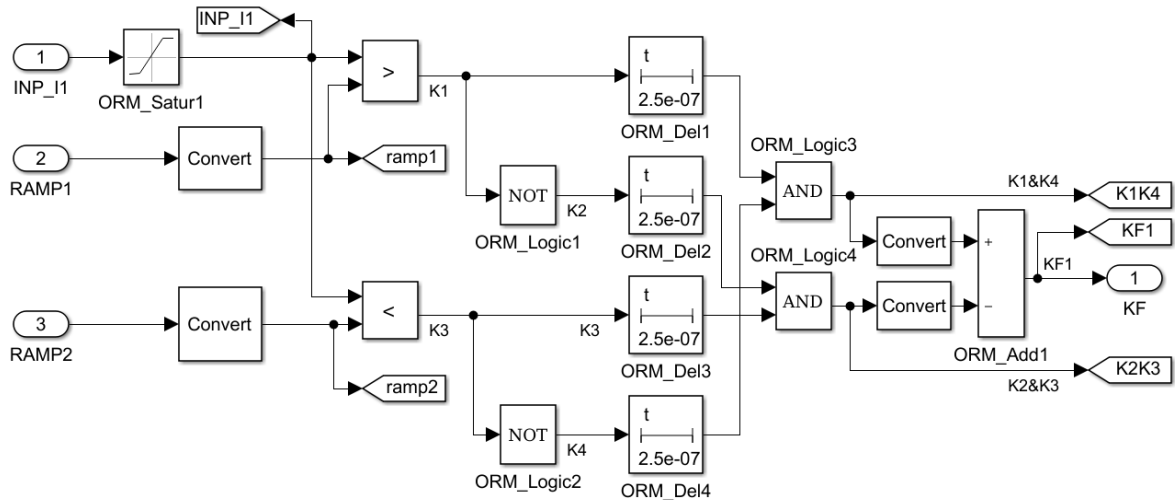 INP_I1
1
INP_I1
ORM_Satur1
>
K1
t
2.5e-07
ORM_Del1
2
RAMP1
Convert
ramp1
NOT
ORM_Logic1
K2
t
2.5e-07
ORM_Del2
ORM_Logic3
AND
K1&K4
K1K4
Convert
+
KF1
KF1
1
KF
ORM_Logic4
AND
Convert
−
ORM_Add1
K2&K3
K2K3
3
RAMP2
Convert
<
K3
K3
t
2.5e-07
ORM_Del3
ramp2
NOT
ORM_Logic2
K4
t
2.5e-07
ORM_Del4